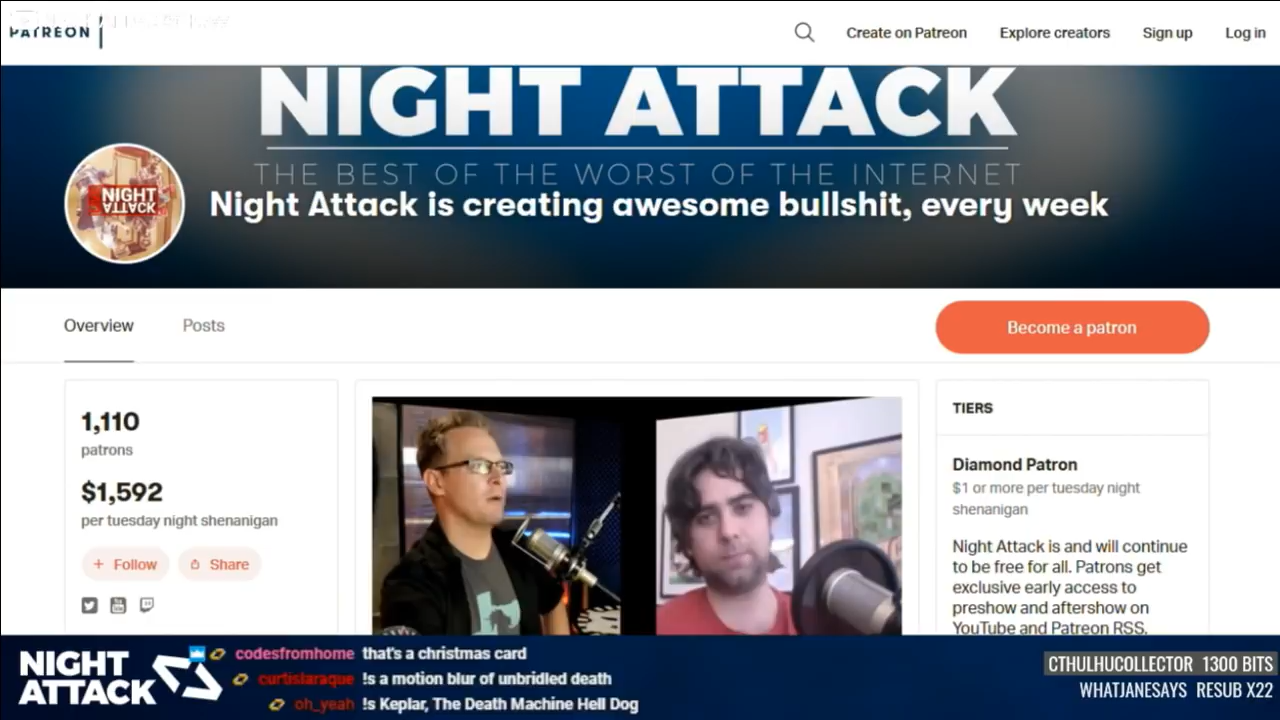 PATREON
Create on Patreon
Explore creators
Sign up
Log in
NIGHT ATTACK
THE BEST OF THE WORST OF THE INTERNET
NIGHT
ATTACK
Night Attack is creating awesome bullshit, every week
Overview
Posts
Become a patron
1,110
patrons
$1,592
per tuesday night shenanigan
+ Follow
Share
TIERS
Diamond Patron
$1 or more per tuesday night
shenanigan
Night Attack is and will continue
to be free for all. Patrons get
exclusive early access to
preshow and aftershow on
YouTube and Patreon RSS.
NIGHT
ATTACK
codesfromhome that's a christmas card
curtislaraque !s a motion blur of unbridled death
oh_yeah !s Keplar, The Death Machine Hell Dog
CTHULHUCOLLECTOR 1300 BITS
WHATJANESAYS RESUB X22